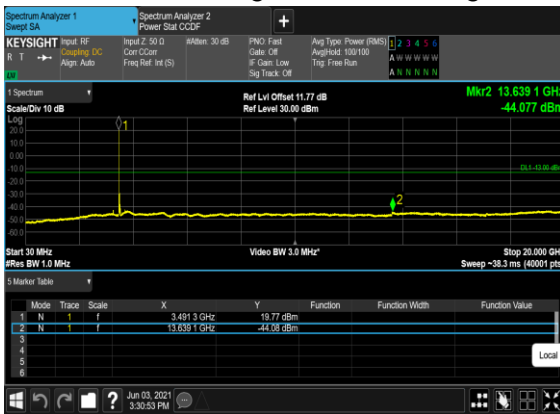 Spectrum Analyzer 1
Swept SA
Spectrum Analyzer 2
Power Stat CCDF
+
KEYSIGHT
R T
LV
Input: RF
Coupling: DC
Align: Auto
Input Z: 50 Ω
Corr CCorr
Freq Ref: Int (S)
#Atten: 30 dB
PNO: Fast
Gate: Off
IF Gain: Low
Sig Track: Off
Avg Type: Power (RMS)
Avg|Hold: 100/100
Trig: Free Run
1 2 3 4 5 6
A W W W W W
A N N N N N
1 Spectrum
Scale/Div 10 dB
Ref Lvl Offset 11.77 dB
Ref Level 30.00 dBm
Mkr2 13.639 1 GHz
-44.077 dBm
Log
20.0
10.0
0.00
-10.0
-20.0
-30.0
-40.0
-50.0
-60.0
1
2
DL1 -13.00 dBm
Start 30 MHz
#Res BW 1.0 MHz
Video BW 3.0 MHz*
Stop 20.000 GH
Sweep ~38.3 ms (40001 pts
5 Marker Table
Mode Trace Scale X Y Function Function Width Function Value
1 N 1 f 3.491 3 GHz 19.77 dBm
2 N 1 f 13.639 1 GHz -44.08 dBm
3
4
5
6
Local
?
Jun 03, 2021
3:30:53 PM